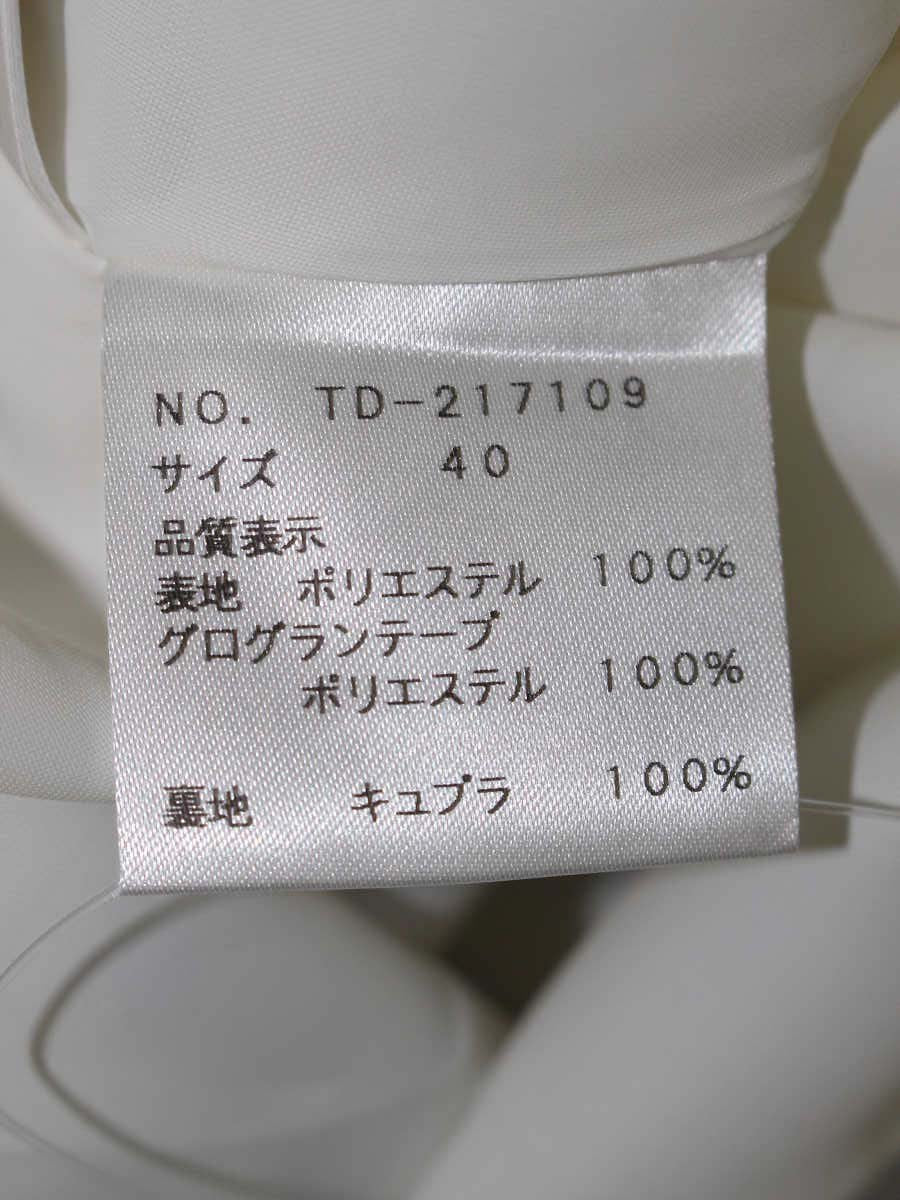 NO. TD-217109
サイズ 40
品質表示
表地 ポリエステル 100%
グログランテープ
ポリエステル 100%
裏地 キュプラ 100%